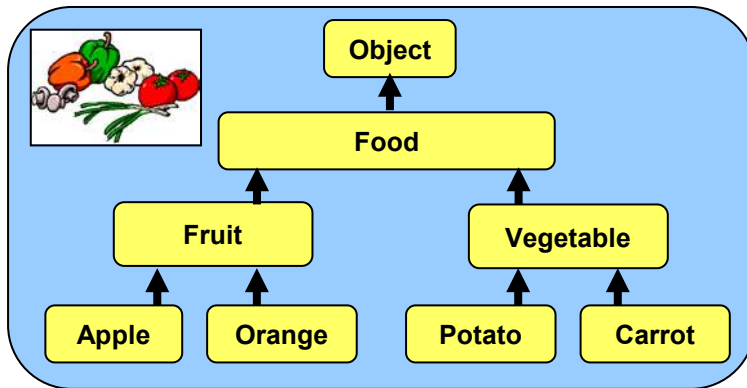 Object
Food
Fruit
Vegetable
Apple
Orange
Potato
Carrot